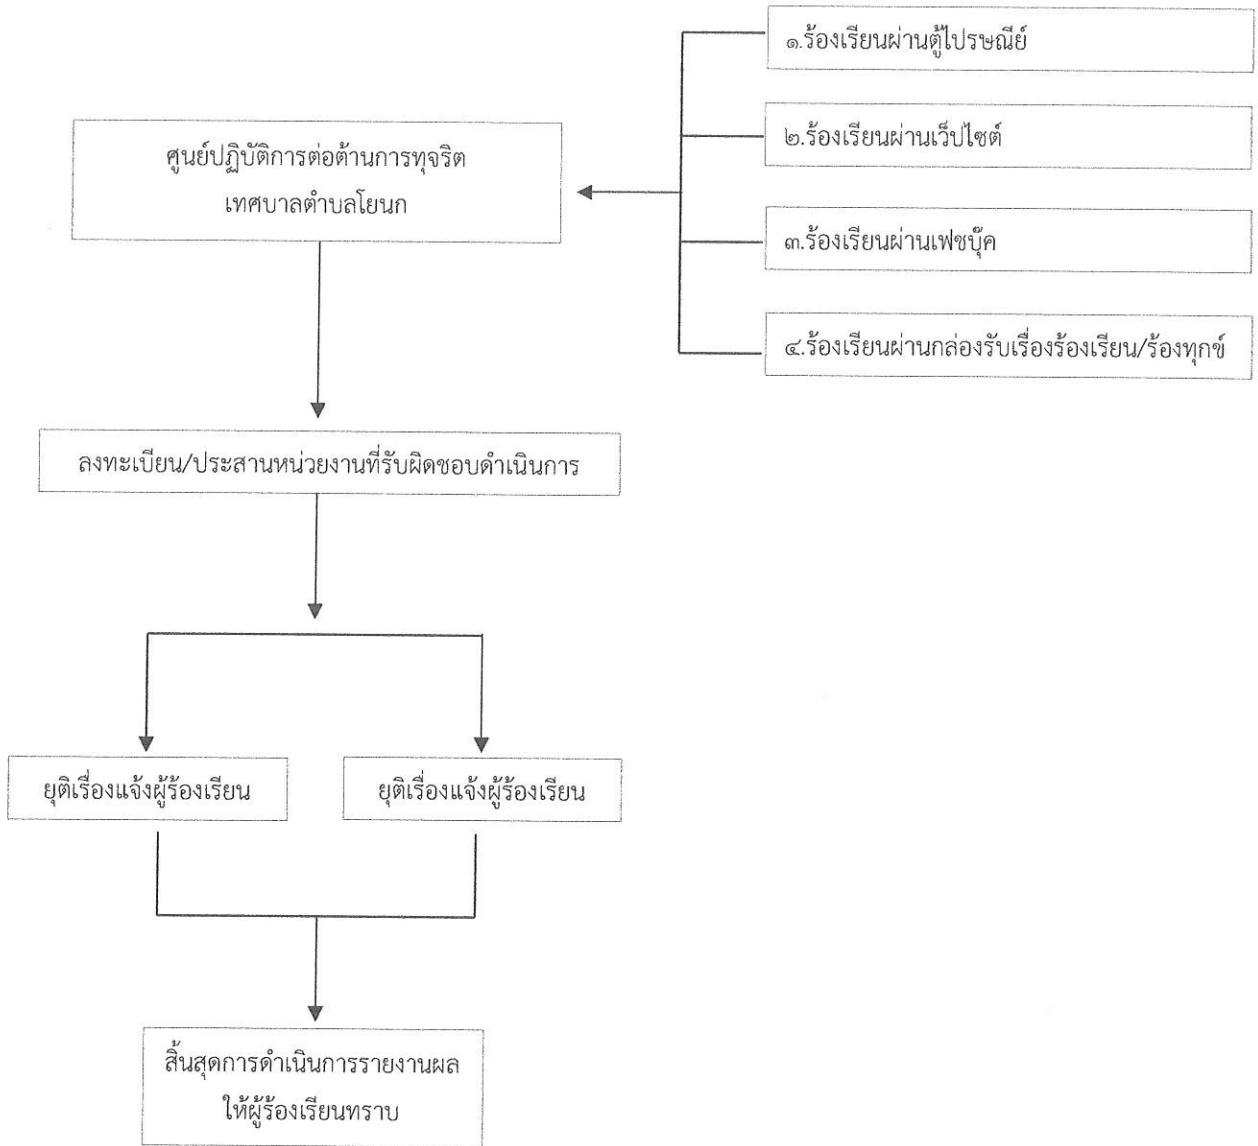 ๑.ร้องเรียนผ่านตู้ไปรษณีย์
๒.ร้องเรียนผ่านเว็ปไซต์
ศูนย์ปฏิบัติการต่อต้านการทุจริต
เทศบาลตำบลโยนก
๓.ร้องเรียนผ่านเฟซบุ๊ค
๔.ร้องเรียนผ่านกล่องรับเรื่องร้องเรียน/ร้องทุกข์
ลงทะเบียน/ประสานหน่วยงานที่รับผิดชอบดำเนินการ
ยุติเรื่องแจ้งผู้ร้องเรียน
ยุติเรื่องแจ้งผู้ร้องเรียน
สิ้นสุดการดำเนินการรายงานผล
ให้ผู้ร้องเรียนทราบ